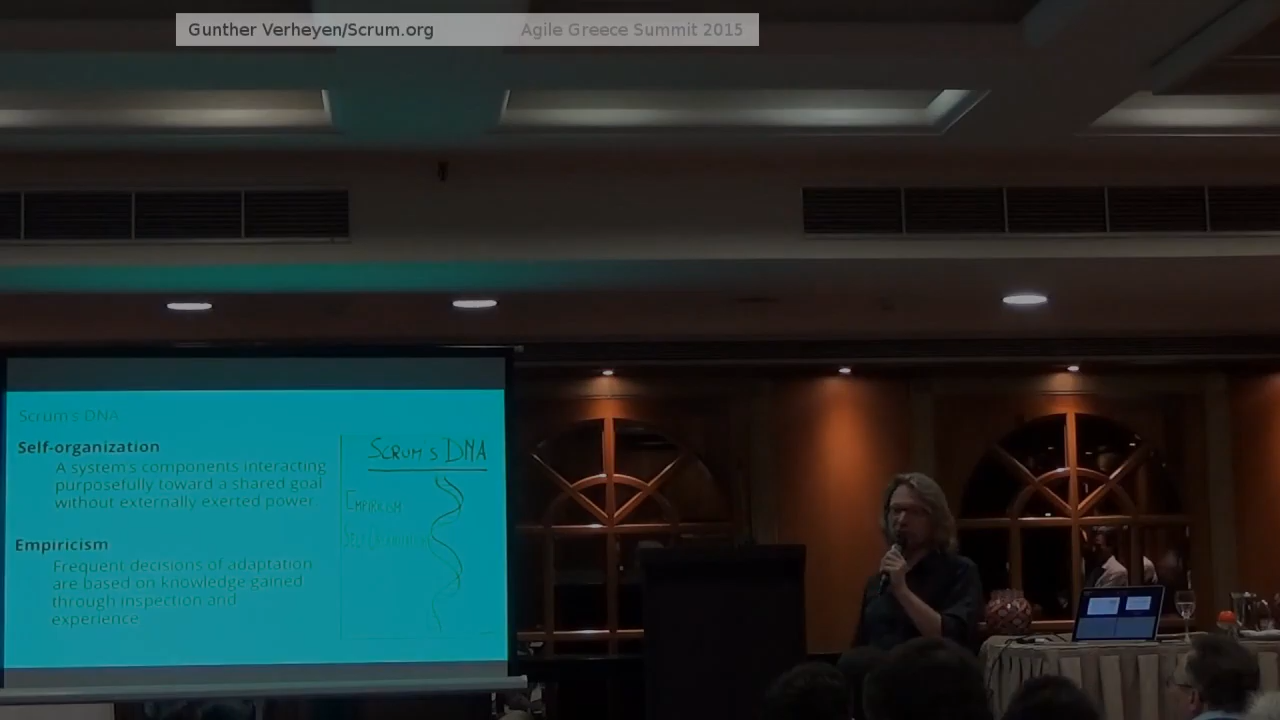 Gunther Verheyen/Scrum.org
Agile Greece Summit 2015
Scrum's DNA
Self-organization
A system's components interacting
purposefully toward a shared goal
without externally exerted power.
Empiricism
Frequent decisions of adaptation
are based on knowledge gained
through inspection and
experience
SCRUM'S DNA
EMPIRICISM